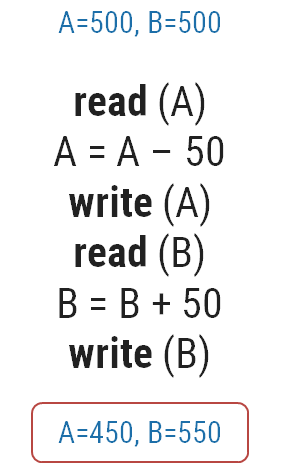 A=500, B=500
read (A)
A = A – 50
write (A)
read (B)
B = B + 50
write (B)
A=450, B=550